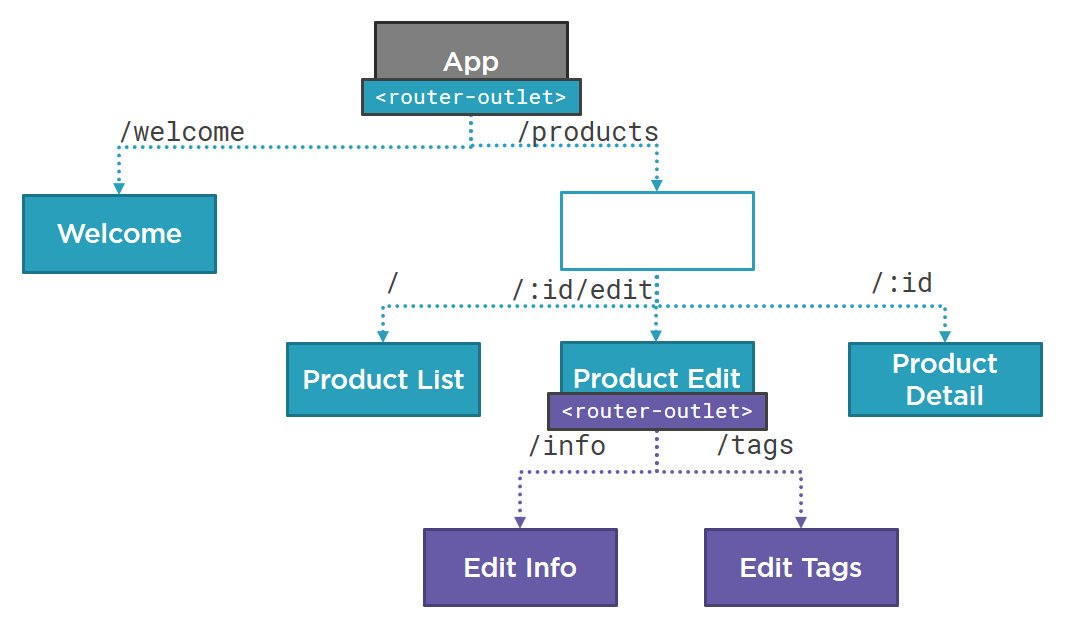 App
<router-outlet>
/welcome
/products
Welcome
/
/:id/edit
/:id
Product List
Product Edit
Product
Detail
<router-outlet>
/info
/tags
Edit Info
Edit Tags